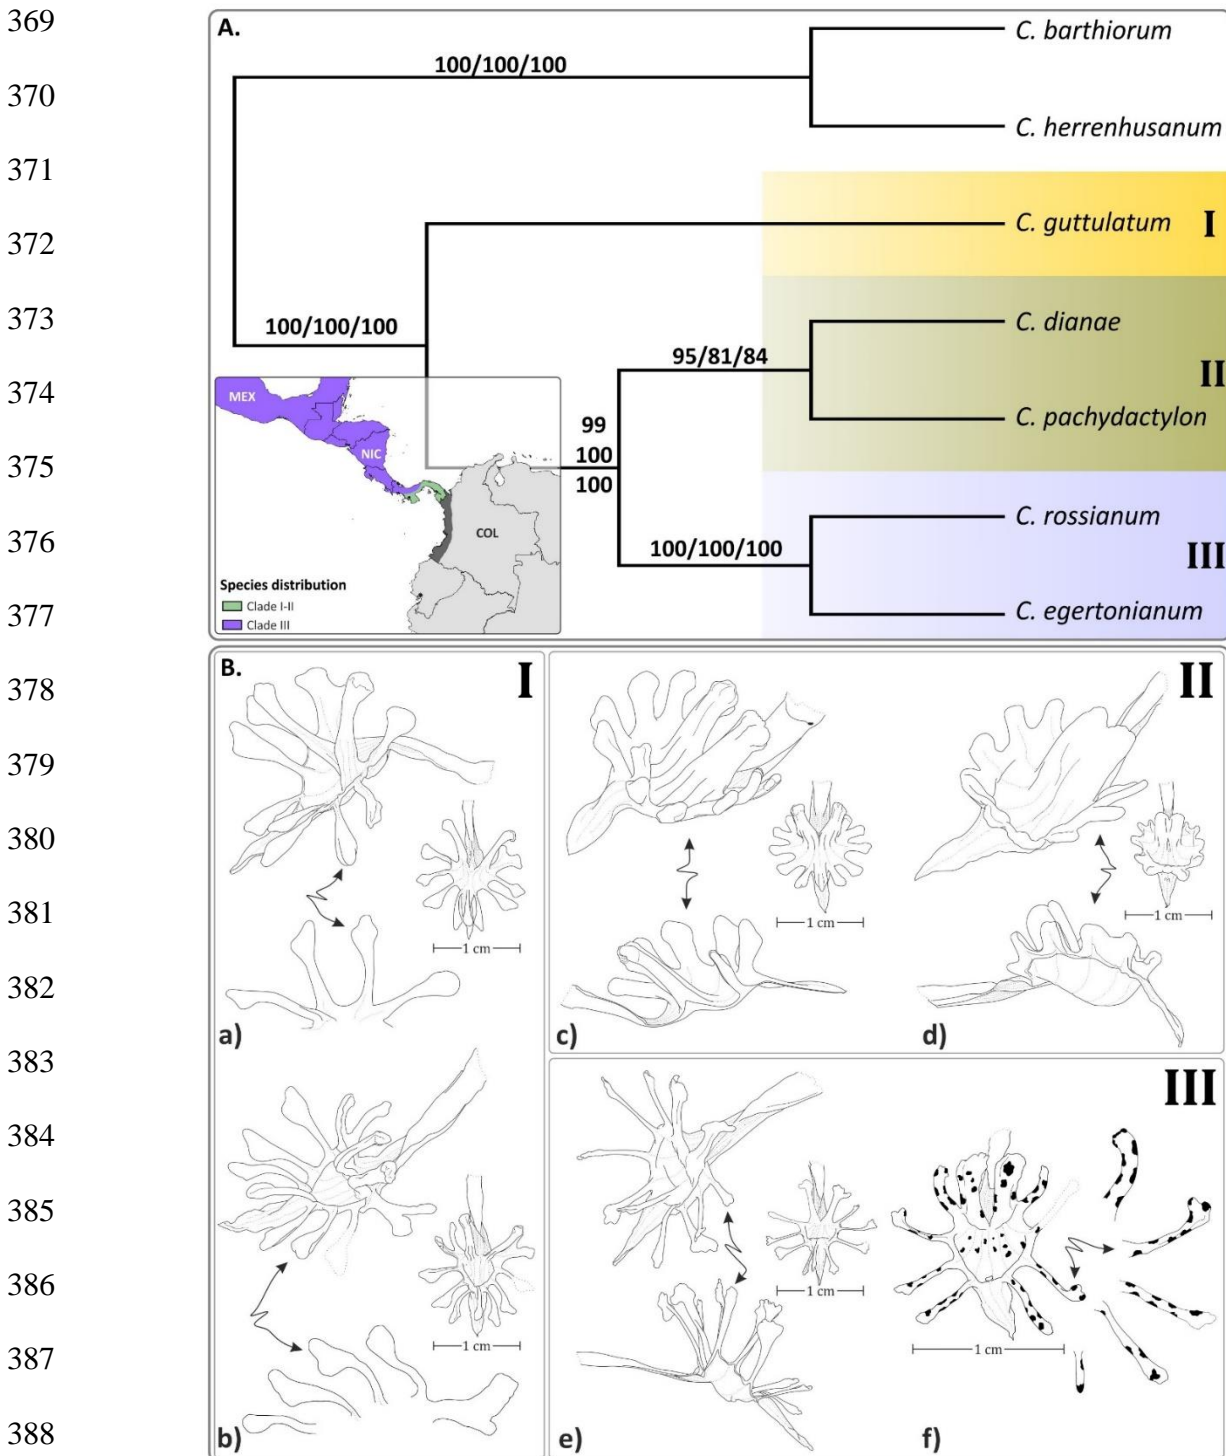 369
A.
C. barthiorum
100/100/100
370
C. herrenhusanum
371
C. guttulatum I
372
373
100/100/100
C. dianae
95/81/84
374
MEX
II
99
C. pachydactylon
NIC
100
375
100
COL
C. rossianum
376
100/100/100
III
Species distribution
Clade I-II
377
Clade III
C. egertonianum
378
B.
I
II
379
380
381
1 cm
1 cm
1 cm
382
a)
c)
d)
383
III
384
385
1 cm
386
1 cm
1 cm
387
388
b)
e)
f)